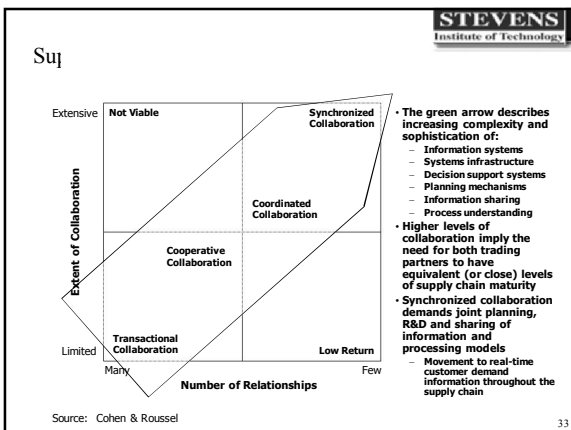 STEVENS
Institute of Technology
Su
Extensive
Not Viable
Synchronized
Collaboration
Coordinated
Collaboration
Cooperative
Collaboration
Transactional
Collaboration
Low Return
Limited
Many
Few
Extent of Collaboration
Number of Relationships
• The green arrow describes
increasing complexity and
sophistication of:
– Information systems
– Systems infrastructure
– Decision support systems
– Planning mechanisms
– Information sharing
– Process understanding
• Higher levels of
collaboration imply the
need for both trading
partners to have
equivalent (or close) levels
of supply chain maturity
• Synchronized collaboration
demands joint planning,
R&D and sharing of
information and
processing models
– Movement to real-time
customer demand
information throughout the
supply chain
Source: Cohen & Roussel
33